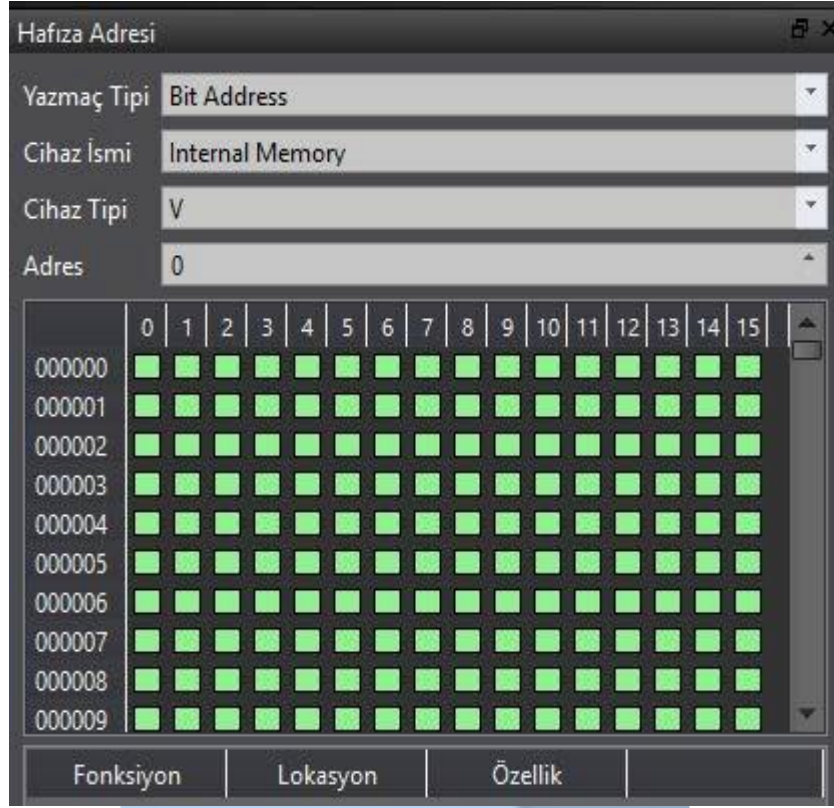 Hafıza Adresi
Yazmaç Tipi Bit Address
Cihaz İsmi Internal Memory
Cihaz Tipi V
Adres 0
0 1 2 3 4 5 6 7 8 9 10 11 12 13 14 15
000000
000001
000002
000003
000004
000005
000006
000007
000008
000009
Fonksiyon Lokasyon Özellik